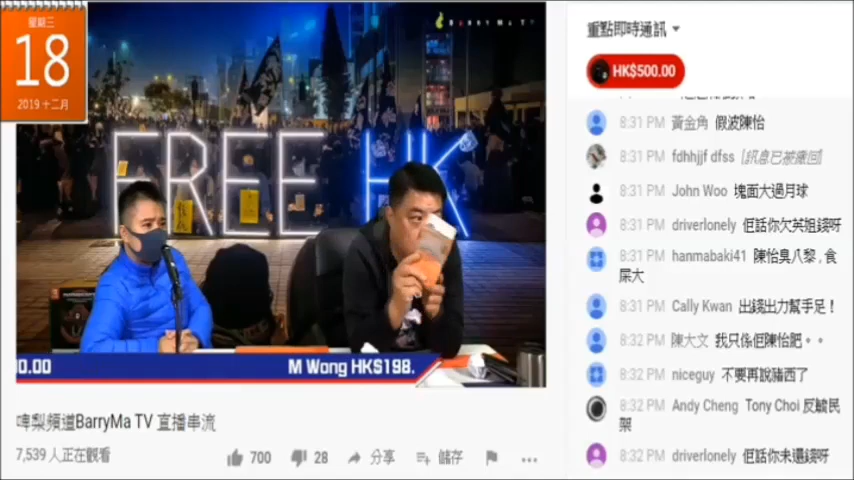 星期三
18
2019 十二月
BARRYMA TV
FREE HK
00.00
M Wong HK$198.
啤梨頻道BarryMa TV 直播串流
7,539 人正在觀看
700
28
分享
儲存
重點即時通訊
HK$500.00
8:31 PM 黃金角 假波陳怡
8:31 PM fdhhjjf dfss [訊息已被撤回]
8:31 PM John Woo 塊面大過月球
8:31 PM driverlonely 佢話你欠英姐錢呀
8:31 PM hanmabaki41 陳怡臭八黎 , 食
屎大
8:31 PM Cally Kwan 出錢出力幫手足！
8:32 PM 陳大文 我只係佢陳怡肥。。
8:32 PM niceguy 不要再說豬西了
8:32 PM Andy Cheng Tony Choi 反骰民
架
8:32 PM driverlonely 佢話你未還錢呀